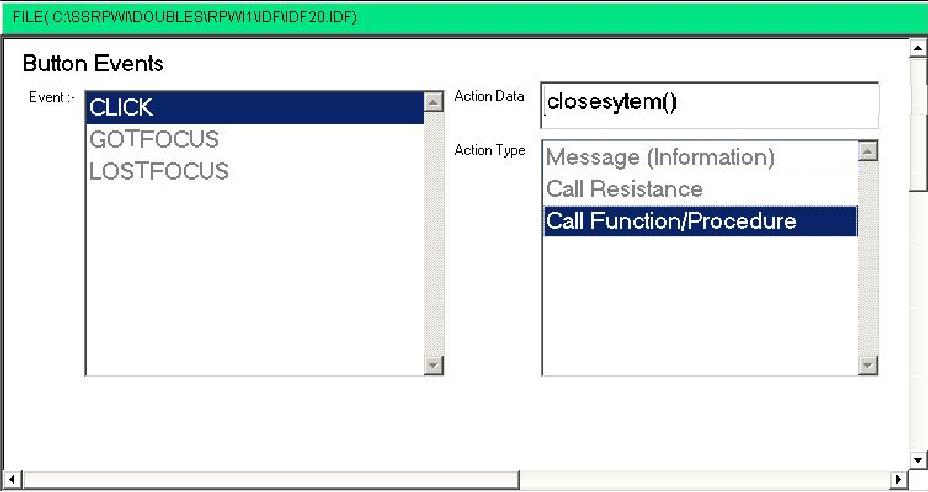 FILE( C:\SSRPWI\DOUBLES\RPWI1\IDF\IDF20.IDF)
Button Events
Event :-
CLICK
GOTFOCUS
LOSTFOCUS
Action Data
closesytem()
Action Type
Message (Information)
Call Resistance
Call Function/Procedure